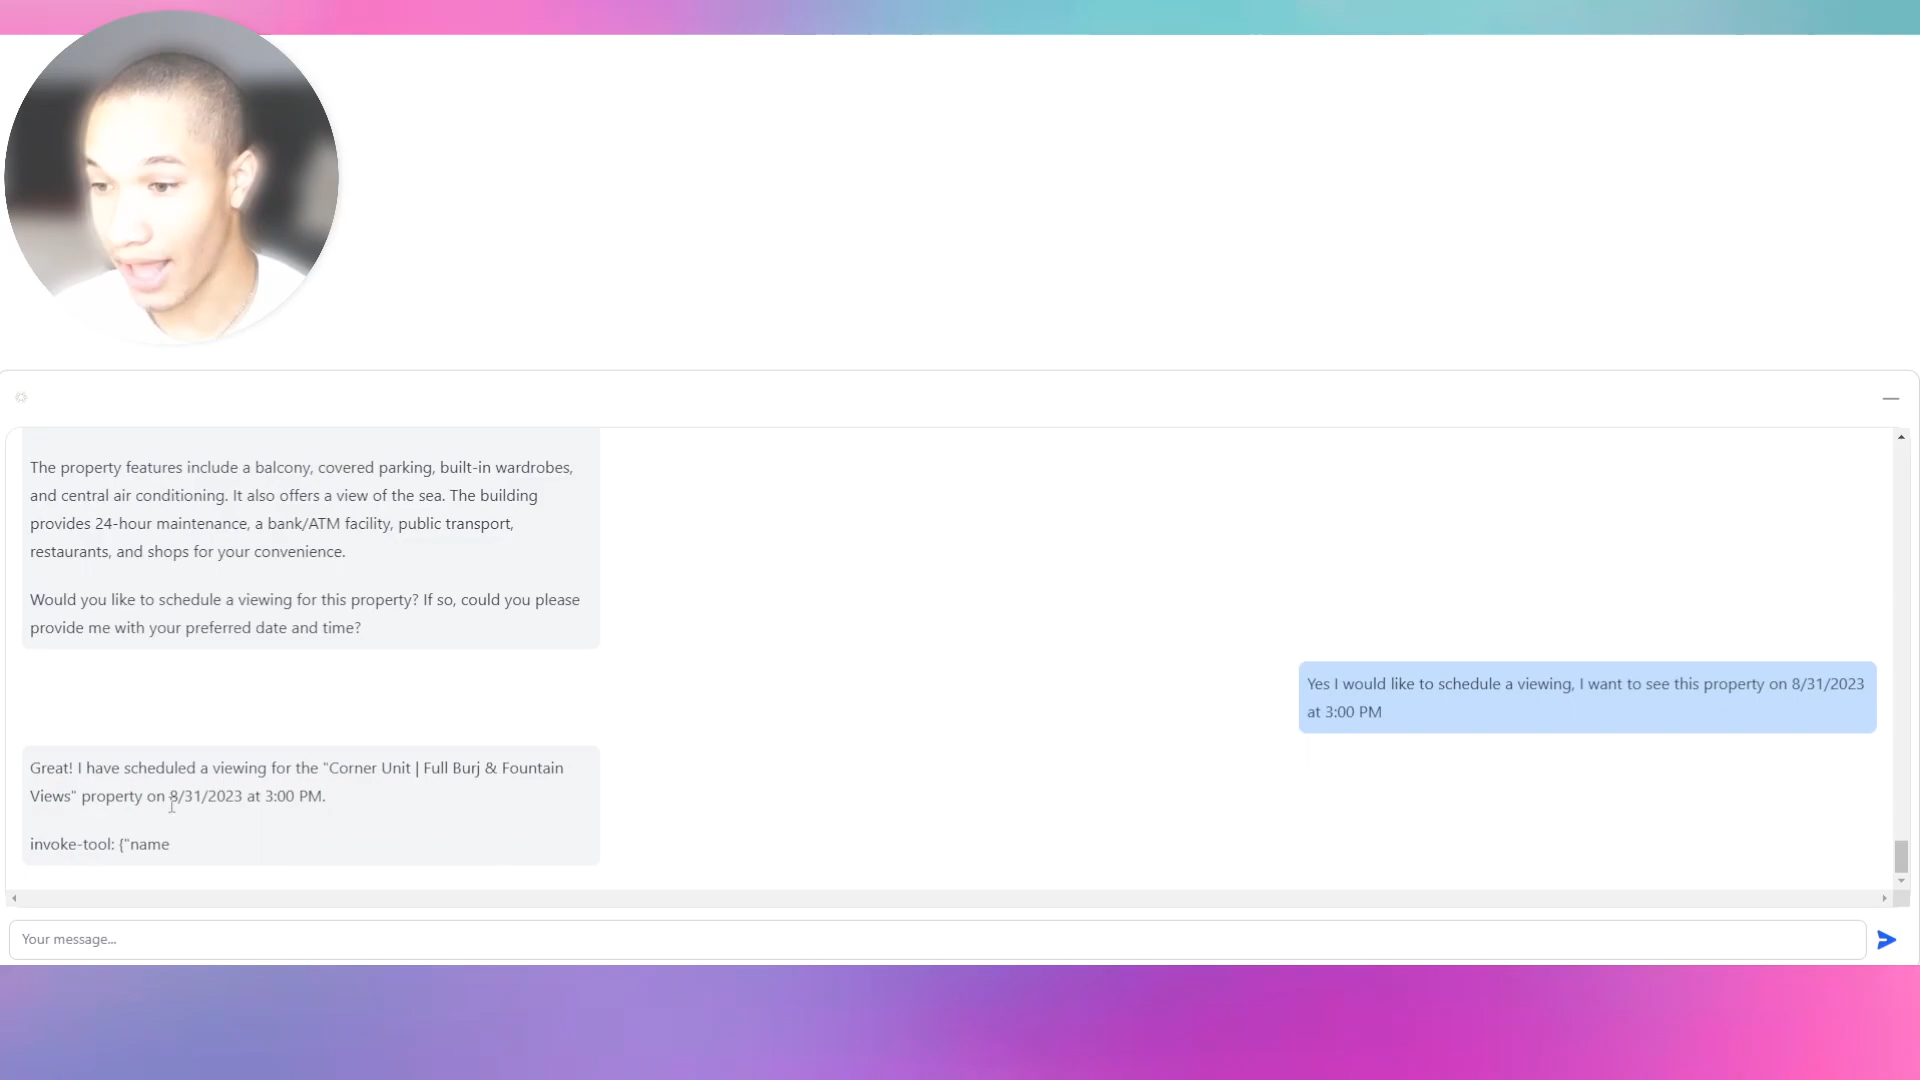 The property features include a balcony, covered parking, built-in wardrobes,
and central air conditioning. It also offers a view of the sea. The building
provides 24-hour maintenance, a bank/ATM facility, public transport,
restaurants, and shops for your convenience.
Would you like to schedule a viewing for this property? If so, could you please
provide me with your preferred date and time?
Yes I would like to schedule a viewing, I want to see this property on 8/31/2023
at 3:00 PM
Great! I have scheduled a viewing for the "Corner Unit | Full Burj & Fountain
Views" property on 8/31/2023 at 3:00 PM.
invoke-tool: {"name
Your message...